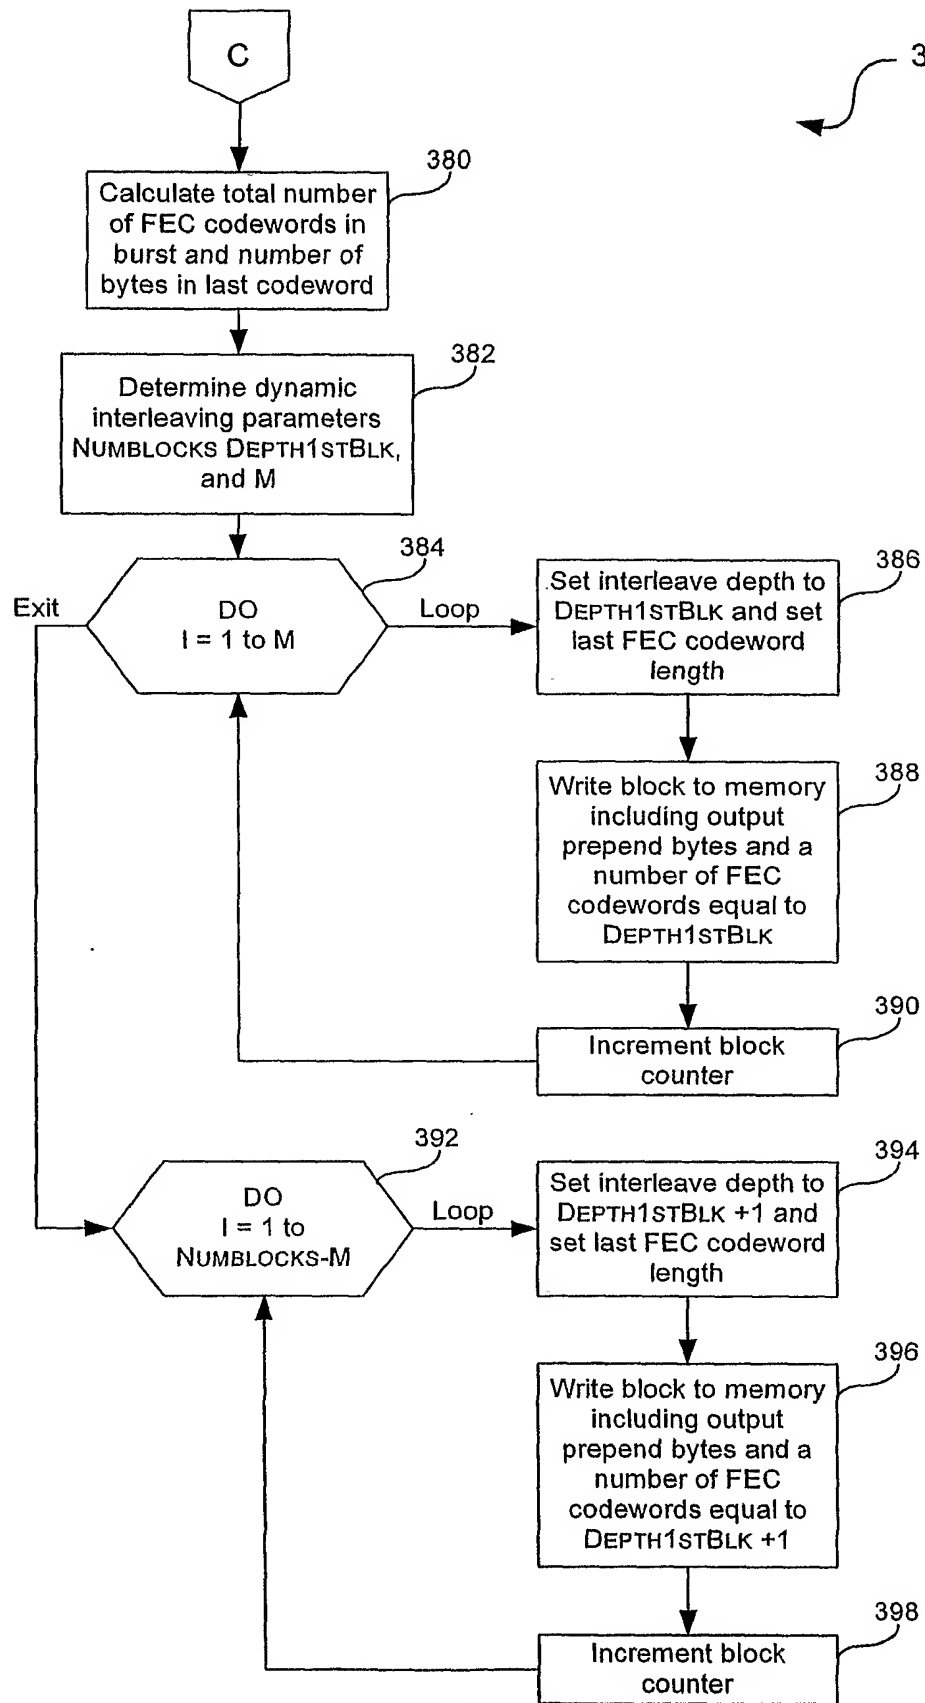 C
3
380
Calculate total number
of FEC codewords in
burst and number of
bytes in last codeword
382
Determine dynamic
interleaving parameters
NUMBLOCKS DEPTH1STBLK,
and M
384
Exit
DO
I = 1 to M
Loop
386
Set interleave depth to
DEPTH1STBLK and set
last FEC codeword
length
388
Write block to memory
including output
prepend bytes and a
number of FEC
codewords equal to
DEPTH1STBLK
390
Increment block
counter
392
DO
I = 1 to
NUMBLOCKS-M
Loop
394
Set interleave depth to
DEPTH1STBLK +1 and
set last FEC codeword
length
396
Write block to memory
including output
prepend bytes and a
number of FEC
codewords equal to
DEPTH1STBLK +1
398
Increment block
counter